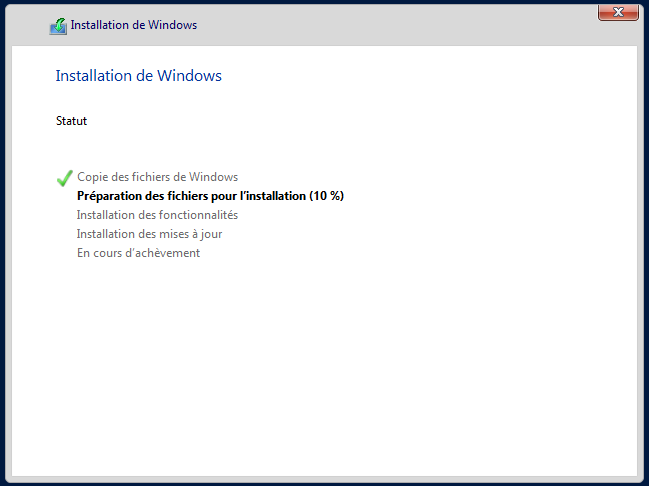 Installation de Windows
Installation de Windows
Statut
Copie des fichiers de Windows
Préparation des fichiers pour l'installation (10 %)
Installation des fonctionnalités
Installation des mises à jour
En cours d'achèvement